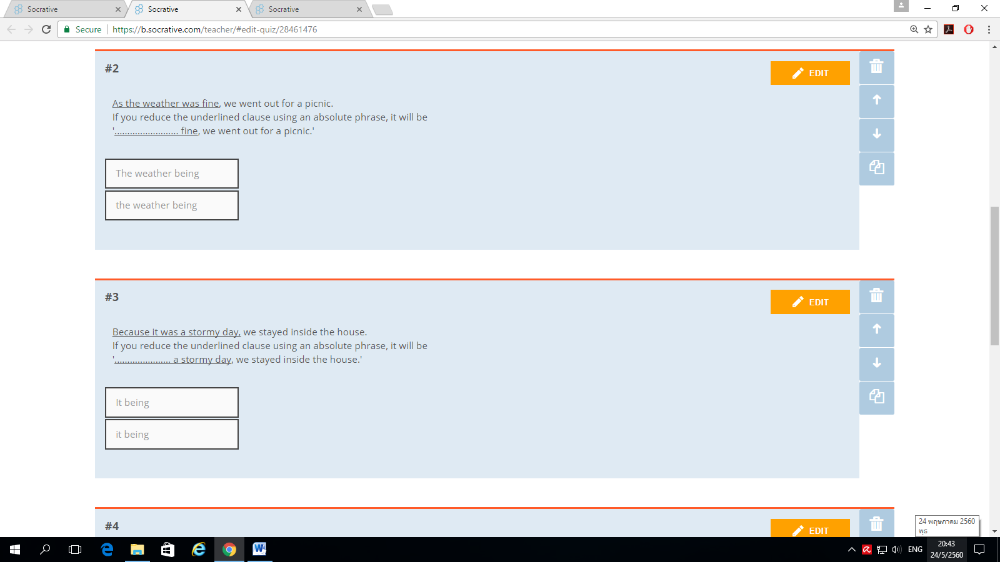 Socrative
Socrative
Socrative
Secure
https://b.socrative.com/teacher/#edit-quiz/28461476
#2
EDIT
As the weather was fine, we went out for a picnic.
If you reduce the underlined clause using an absolute phrase, it will be
'......................... fine, we went out for a picnic.'
The weather being
the weather being
#3
EDIT
Because it was a stormy day, we stayed inside the house.
If you reduce the underlined clause using an absolute phrase, it will be
'...................... a stormy day, we stayed inside the house.'
It being
it being
#4
EDIT
24 พฤษภาคม 2560
พุธ
ENG
20:43
24/5/2560